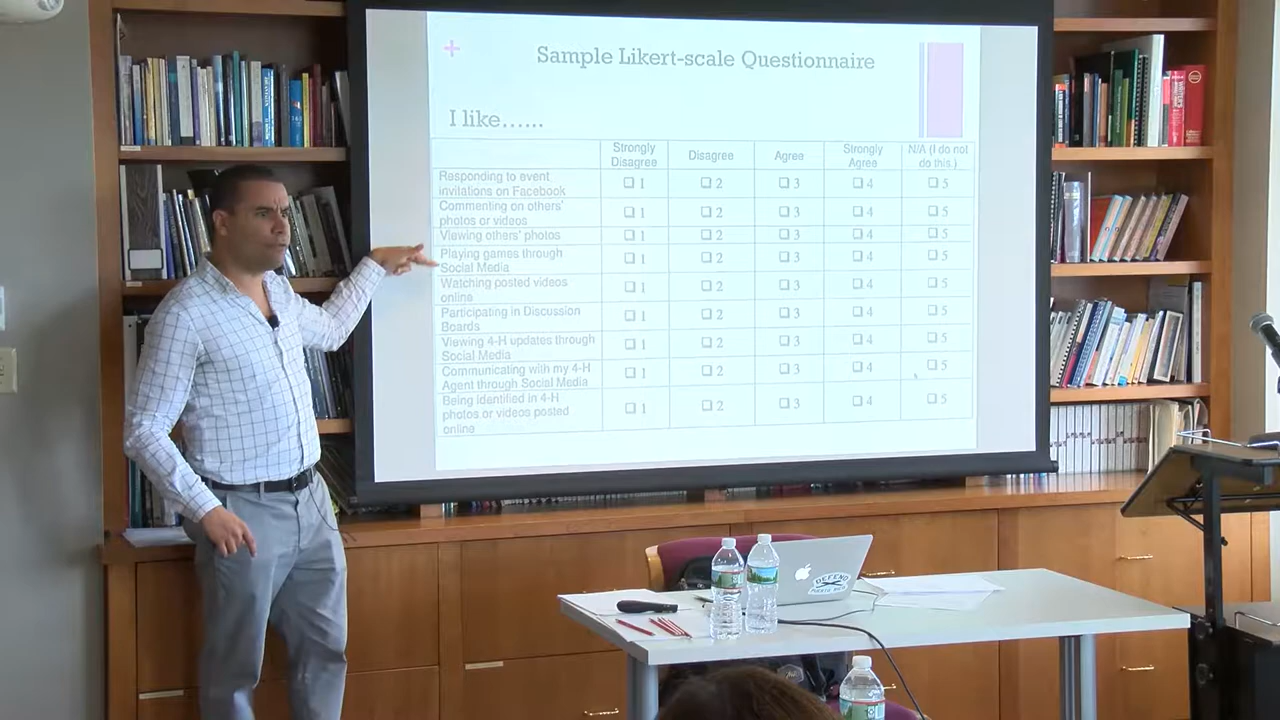 +
Sample Likert-scale Questionnaire
I like......
Strongly Disagree Disagree Agree Strongly Agree N/A (I do not do this.)
Responding to event invitations on Facebook ❑ 1 ❑ 2 ❑ 3 ❑ 4 ❑ 5
Commenting on others' photos or videos ❑ 1 ❑ 2 ❑ 3 ❑ 4 ❑ 5
Viewing others' photos ❑ 1 ❑ 2 ❑ 3 ❑ 4 ❑ 5
Playing games through Social Media ❑ 1 ❑ 2 ❑ 3 ❑ 4 ❑ 5
Watching posted videos online ❑ 1 ❑ 2 ❑ 3 ❑ 4 ❑ 5
Participating in Discussion Boards ❑ 1 ❑ 2 ❑ 3 ❑ 4 ❑ 5
Viewing 4-H updates through Social Media ❑ 1 ❑ 2 ❑ 3 ❑ 4 ❑ 5
Communicating with my 4-H Agent through Social Media ❑ 1 ❑ 2 ❑ 3 ❑ 4 ❑ 5
Being identified in 4-H photos or videos posted online ❑ 1 ❑ 2 ❑ 3 ❑ 4 ❑ 5
DEFEND
PUERTO RICO